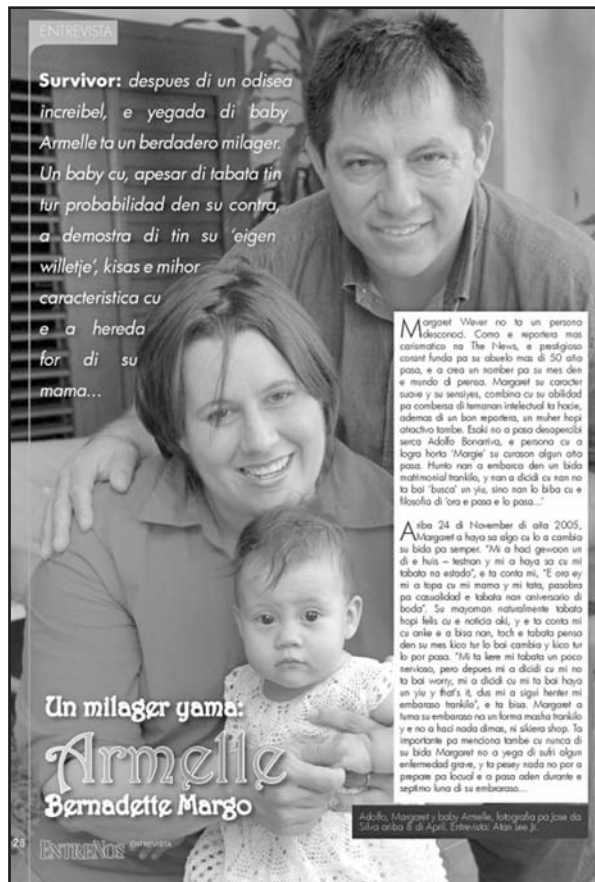 ENTREVISTA
Survivor: despues di un odisea
increibel, e yegada di baby
Armelle ta un berdadero milager.
Un baby cu, apesar di tabata tin
tur probabilidad den su contra,
a demostra di tin su ‘eigen
willetje’, kisas e mihor
caracteristica cu
e a hereda
for di su
mama...
Margaret Wever no ta un persona
desconoci. Como e reportera mas
carismatico na The News, e prestigioso
corant funda pa su abuelo mas di 50 aña
pasa, e a crea un nomber pa su mes den
e mundo di prensa. Margaret su caracter
suave y su sensiyes, combina cu su abilidad
pa combersa di temanan intelectual ta hacie,
ademas di un bon reportera, un muher hopi
atractivo tambe. Esaki no a pasa desapercibi
serca Adolfo Bonarriva, e persona cu a
logra horta ‘Margie’ su curason algun aña
pasa. Hunto nan a embarca den un bida
matrimonial trankilo, y nan a dicidi cu nan no
ta bai ‘busca’ un yiu, sino nan lo biba cu e
filosofia di ‘ora e pasa e lo pasa...’
Ariba 24 di November di aña 2005,
Margaret a haya sa algo cu lo a cambia
su bida pa semper. “Mi a haci gewoon un
di e huis – testnan y mi a haya sa cu mi
tabata na estado”, e ta conta mi, “E ora ey
mi a topa cu mi mama y mi tata, pasobra
pa casualidad e tabata nan aniversario di
boda”. Su mayornan naturalmente tabata
hopi felis cu e noticia aki, y e ta conta mi
cu anke e a bisa nan, toch e tabata pensa
den su mes kico tur lo bai cambia y kico tur
lo por pasa. “Mi ta kere mi tabata un poco
nervioso, pero depues mi a dicidi cu mi no
ta bai worry, mi a dicidi cu mi ta bai haya
un yiu y that’s it, dus mi a sigui henter mi
embaraso trankilo”, e ta bisa. Margaret a
tuma su embaraso na un forma masha trankilo
y e no a haci nada dimas, ni sikiera shop. Ta
importante pa menciona tambe cu nunca di
su bida Margaret no a yega di sufri algun
enfermedad grave, y ta pesey nada no por a
prepare pa locual e a pasa aden durante e
septimo luna di su embraraso...
Un milager yama:
Armelle
Bernadette Margo
Adolfo, Margaret y baby Armelle, fotografia pa Jose da
Silva ariba 8 di April. Entrevista: Atan Lee Jr.
28 ENTRENOS ENTREVISTA